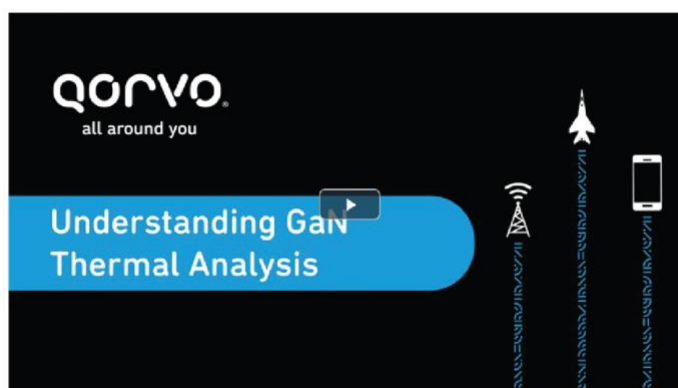 QORVO®
all around you
Understanding GaN
Thermal Analysis